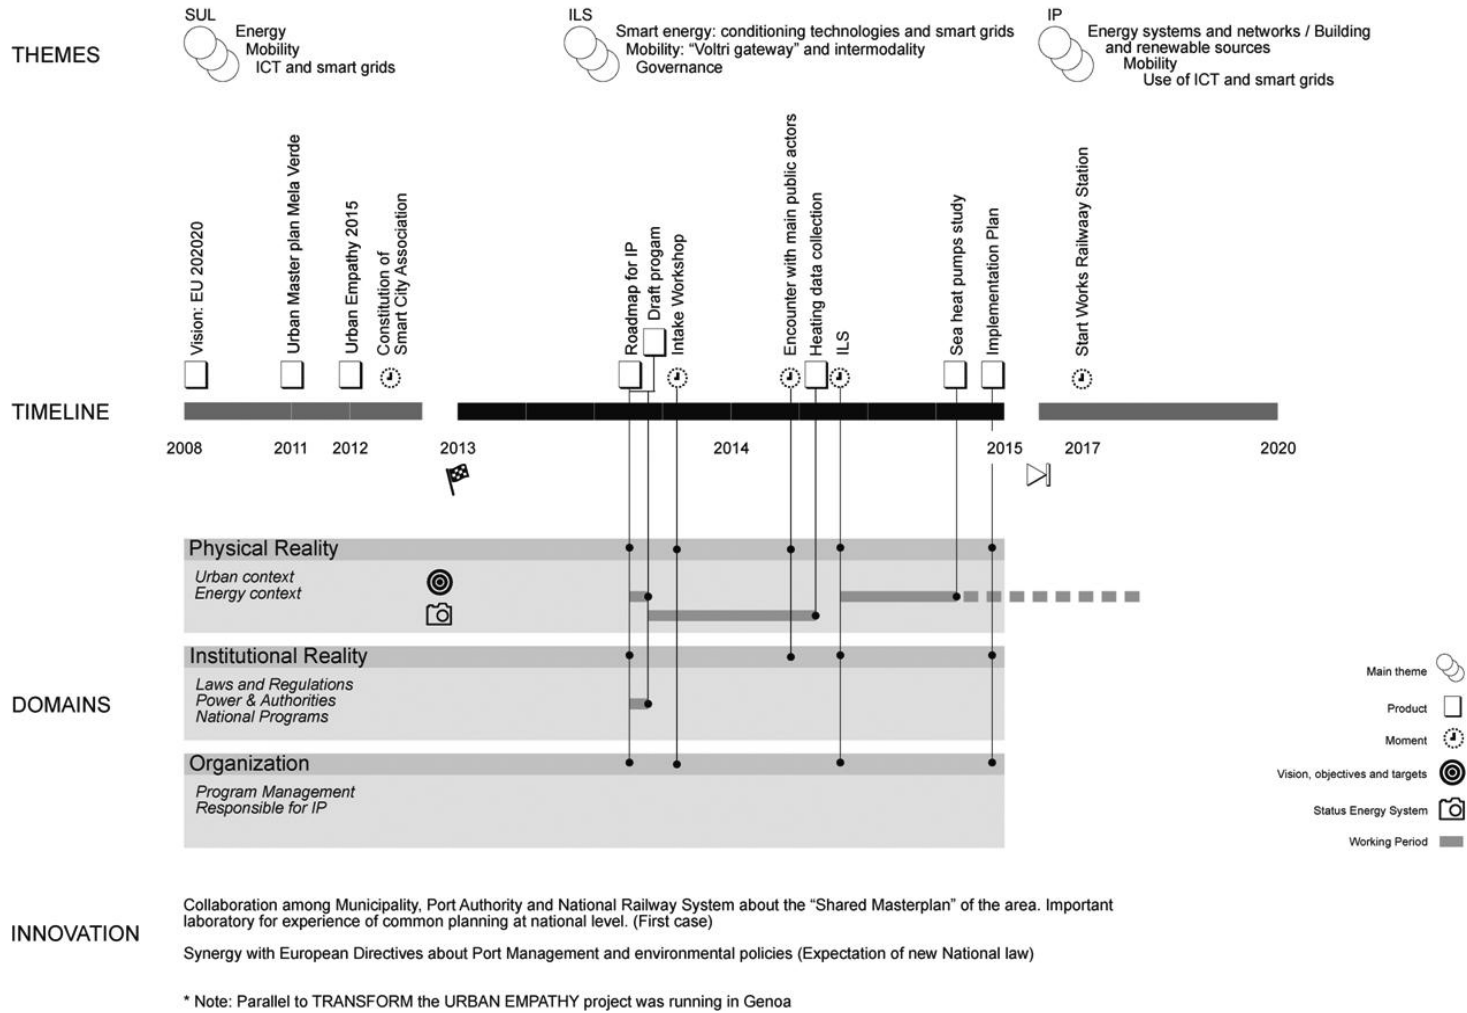 SUL
Energy
Mobility
ICT and smart grids
ILS
Smart energy: conditioning technologies and smart grids
Mobility: “Voltri gateway” and intermodality
Governance
IP
Energy systems and networks / Building
and renewable sources
Mobility
Use of ICT and smart grids
THEMES
Vision: EU 202020
Urban Master plan Mela Verde
Urban Empathy 2015
Constitution of
Smart City Association
Roadmap for IP
Draft progam
Intake Workshop
Encounter with main public actors
Heating data collection
ILS
Sea heat pumps study
Implementation Plan
Start Works Railwaay Station
TIMELINE
2008
2011
2012
2013
2014
2015
2017
2020
DOMAINS
Physical Reality
Urban context
Energy context
Institutional Reality
Laws and Regulations
Power & Authorities
National Programs
Organization
Program Management
Responsible for IP
Main theme
Product
Moment
Vision, objectives and targets
Status Energy System
Working Period
INNOVATION
Collaboration among Municipality, Port Authority and National Railway System about the “Shared Masterplan” of the area. Important
laboratory for experience of common planning at national level. (First case)
Synergy with European Directives about Port Management and environmental policies (Expectation of new National law)
* Note: Parallel to TRANSFORM the URBAN EMPATHY project was running in Genoa